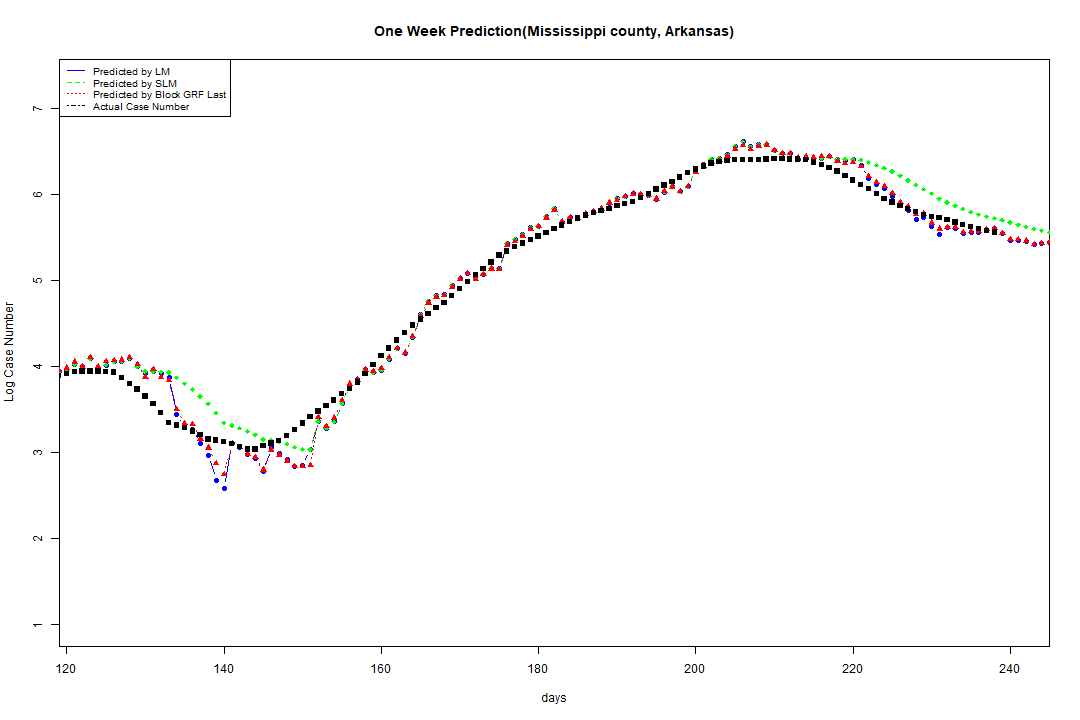 One Week Prediction(Mississippi county, Arkansas)
Predicted by LM
Predicted by SLM
Predicted by Block GRF Last
Actual Case Number
7
6
5
4
3
2
1
Log Case Number
120 140 160 180 200 220 240
days